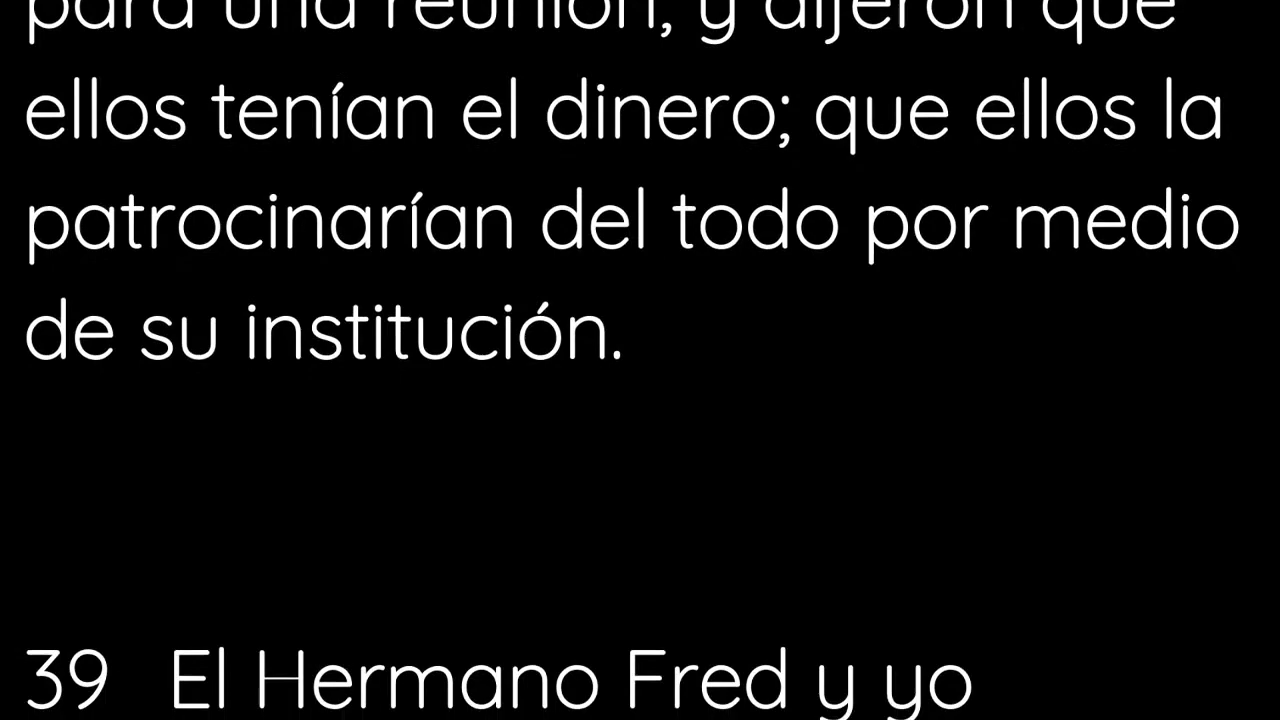 para una reunión, y dijeron que
ellos tenían el dinero; que ellos la
patrocinarían del todo por medio
de su institución.
39 El Hermano Fred y yo